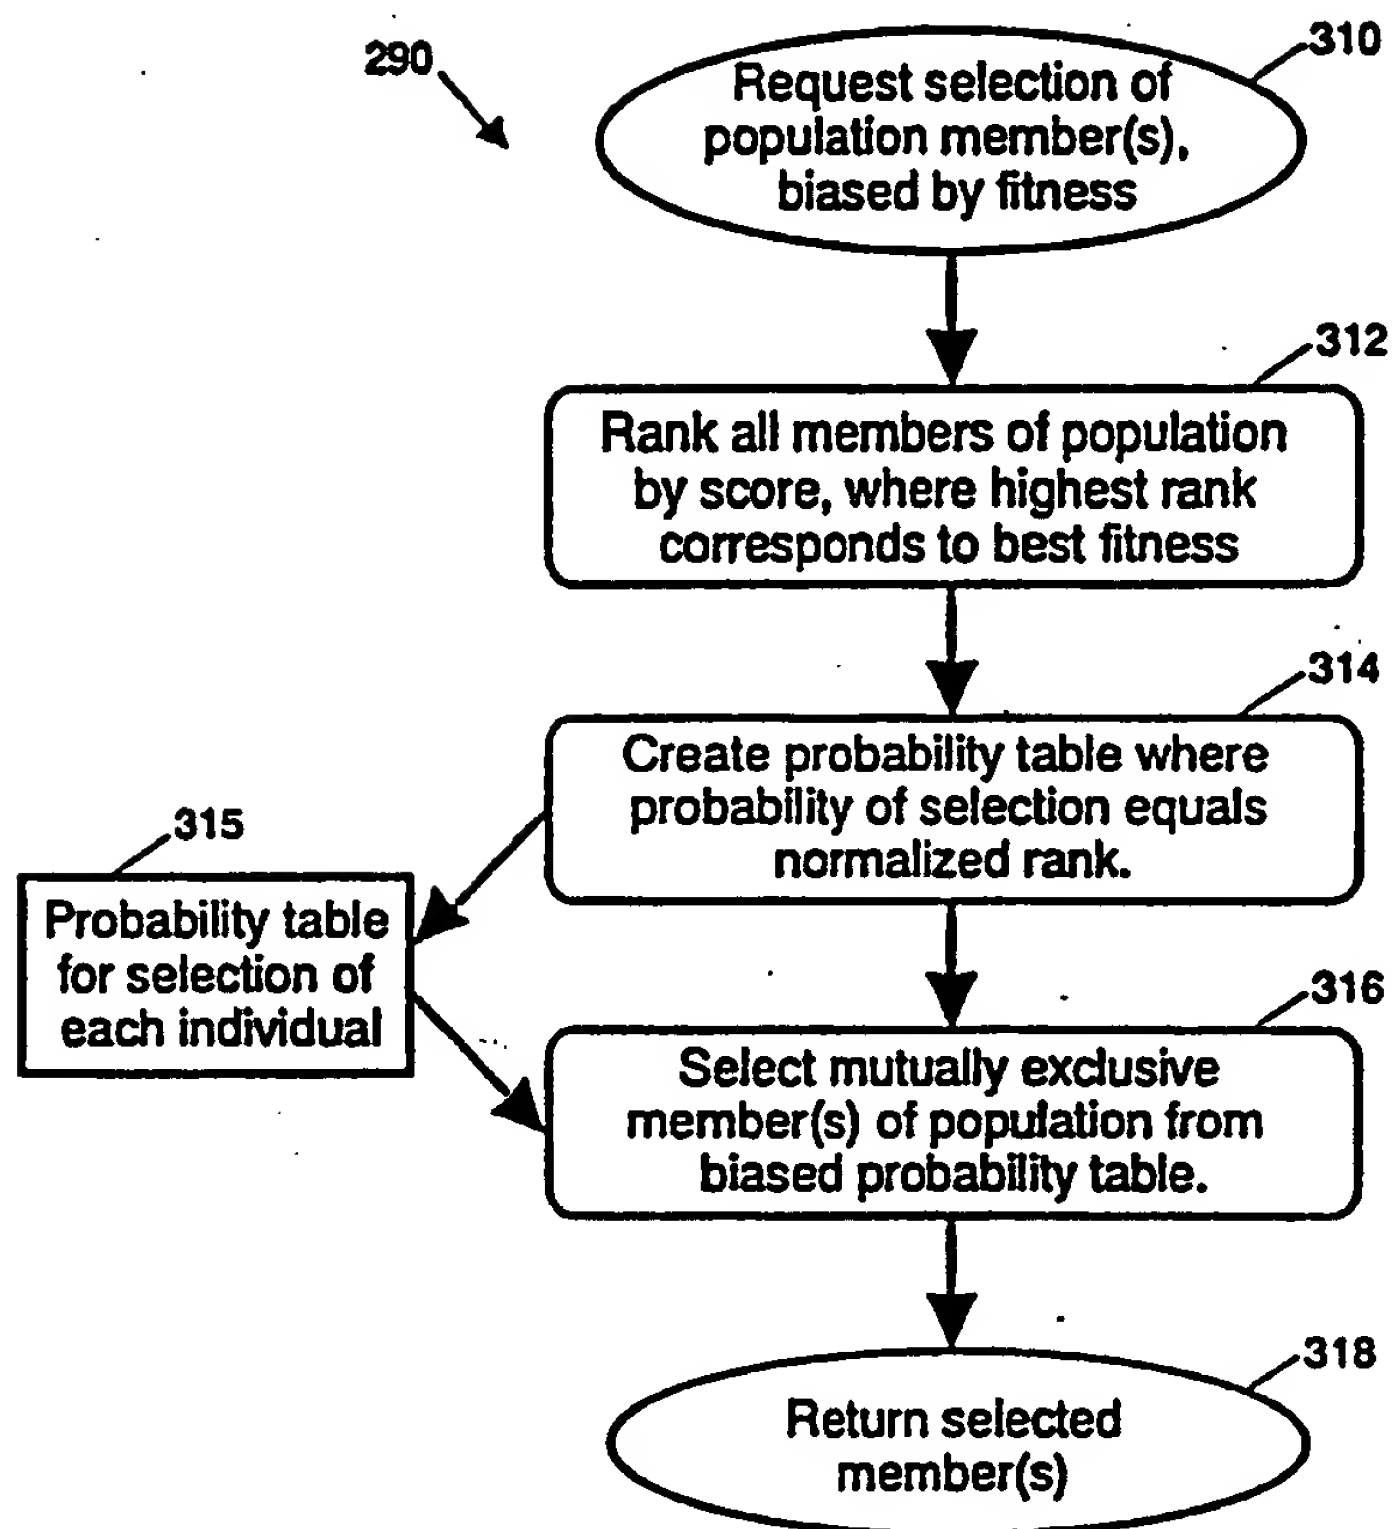 290
310
Request selection of
population member(s),
biased by fitness
312
Rank all members of population
by score, where highest rank
corresponds to best fitness
314
Create probability table where
probability of selection equals
normalized rank.
315
Probability table
for selection of
each individual
316
Select mutually exclusive
member(s) of population from
biased probability table.
318
Return selected
member(s)